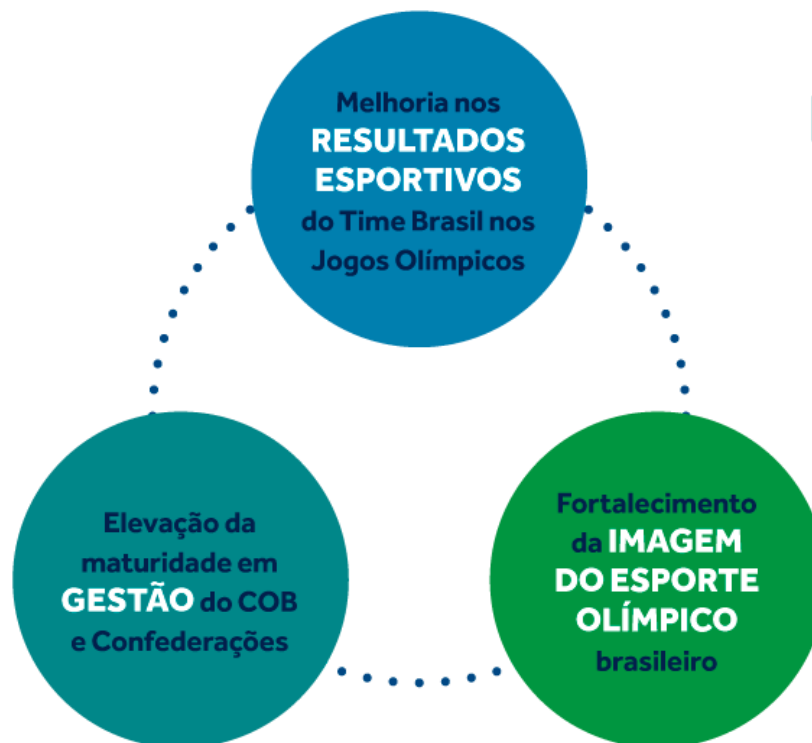 Melhoria nos
RESULTADOS
ESPORTIVOS
do Time Brasil nos
Jogos Olímpicos
Elevação da
maturidade em
GESTÃO do COB
e Confederações
Fortalecimento
da IMAGEM
DO ESPORTE
OLÍMPICO
brasileiro